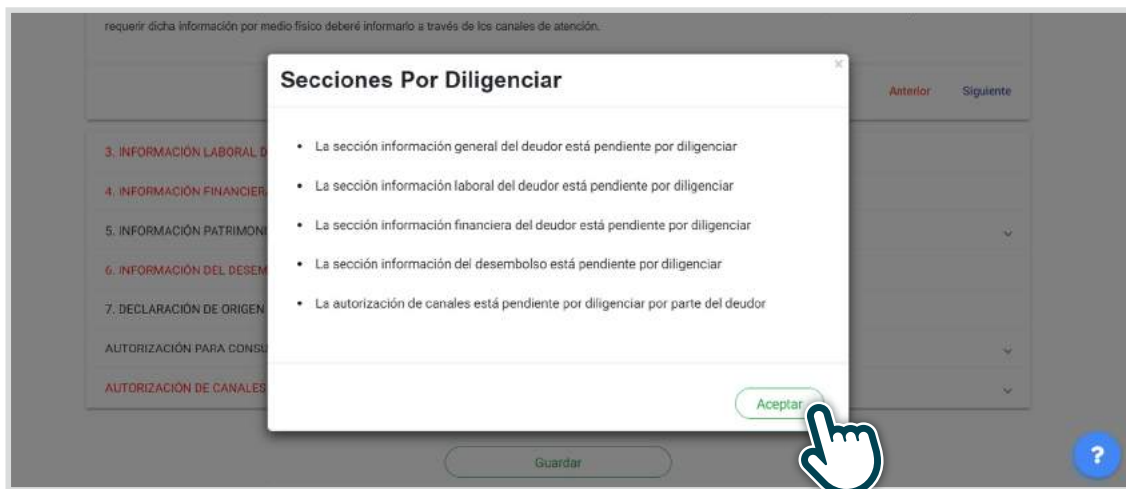 requerir dicha información por medio físico deberá informarlo a través de los canales de atención.
Secciones Por Diligenciar
×
Anterior Siguiente
• La sección información general del deudor está pendiente por diligenciar
• La sección información laboral del deudor está pendiente por diligenciar
• La sección información financiera del deudor está pendiente por diligenciar
• La sección información del desembolso está pendiente por diligenciar
• La autorización de canales está pendiente por diligenciar por parte del deudor
3. INFORMACIÓN LABORAL D
4. INFORMACIÓN FINANCIER
5. INFORMACIÓN PATRIMONI
6. INFORMACIÓN DEL DESEM
7. DECLARACIÓN DE ORIGEN
AUTORIZACIÓN PARA CONSU
AUTORIZACIÓN DE CANALES
Aceptar
Guardar
?